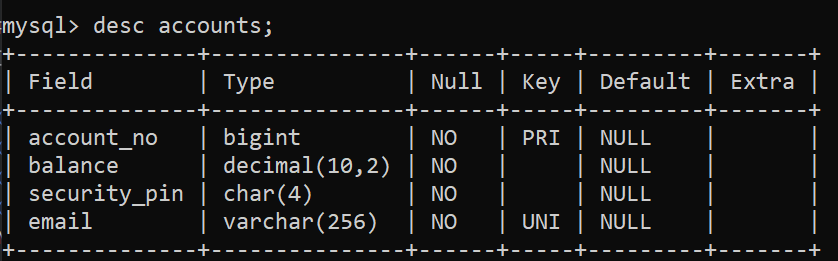 mysql> desc accounts;
+--------------+---------------+------+-----+---------+-------+
| Field        | Type          | Null | Key | Default | Extra |
+--------------+---------------+------+-----+---------+-------+
| account_no   | bigint        | NO   | PRI | NULL    |       |
| balance      | decimal(10,2) | NO   |     | NULL    |       |
| security_pin | char(4)       | NO   |     | NULL    |       |
| email        | varchar(256)  | NO   | UNI | NULL    |       |
+--------------+---------------+------+-----+---------+-------+